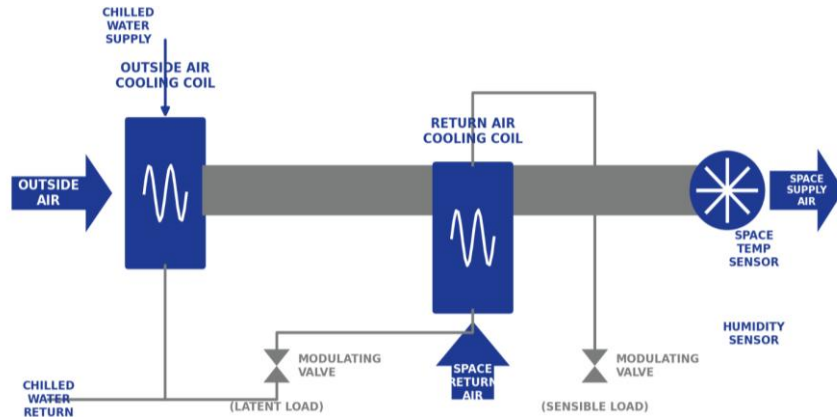 CHILLED
WATER
SUPPLY
OUTSIDE AIR
COOLING COIL
RETURN AIR
COOLING COIL
OUTSIDE
AIR
SPACE
SUPPLY
AIR
SPACE
TEMP
SENSOR
HUMIDITY
SENSOR
MODULATING
VALVE
SPACE
RETURN
AIR
MODULATING
VALVE
CHILLED
WATER
RETURN
(LATENT LOAD)
(SENSIBLE LOAD)